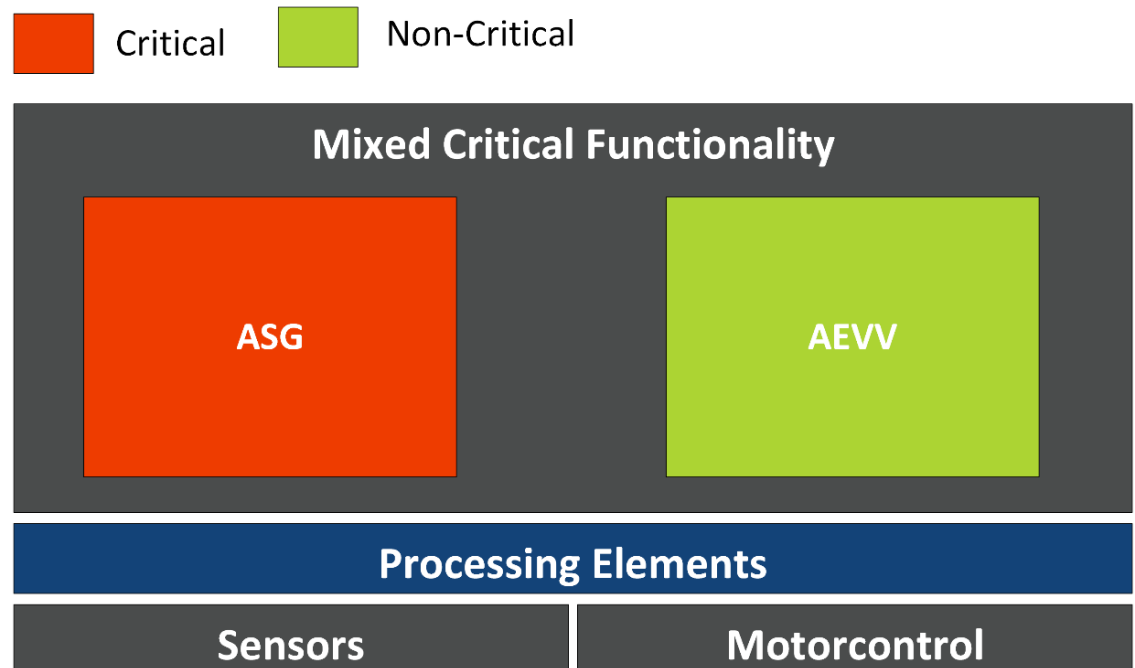 Critical
Non-Critical
Mixed Critical Functionality
ASG
AEVV
Processing Elements
Sensors
Motorcontrol